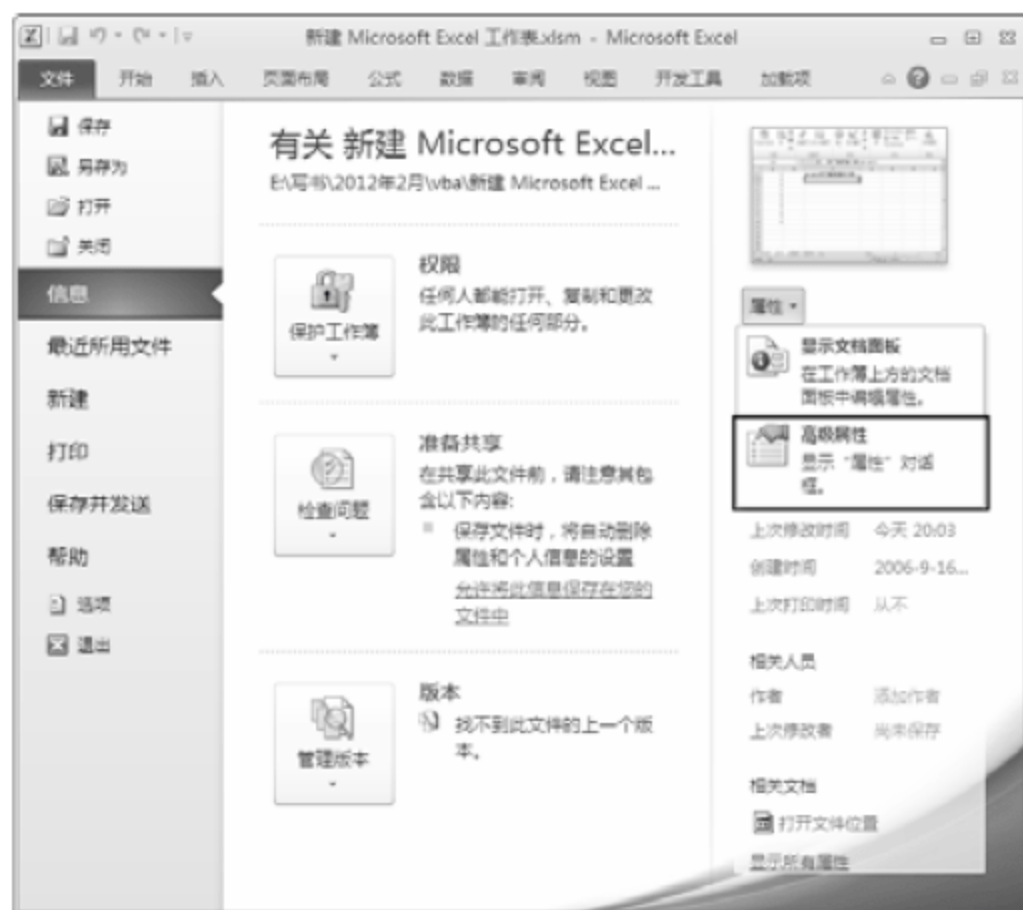 新建 Microsoft Excel 工作表.xlsm - Microsoft Excel
文件 开始 插入 页面布局 公式 数据 审阅 视图 开发工具 加载项
保存
另存为
打开
关闭
信息
最近所用文件
新建
打印
保存并发送
帮助
选项
退出
有关 新建 Microsoft Excel...
E:\写书\2012年2月\vba\新建 Microsoft Excel ...
保护工作簿
权限
任何人都能打开、复制和更改
此工作簿的任何部分。
检查问题
准备共享
在共享此文件前，请注意其包
含以下内容:
保存文件时，将自动删除
属性和个人信息的设置
允许将此信息保存在您的
文件中
管理版本
版本
找不到此文件的上一个版
本。
属性
显示文档面板
在工作簿上方的文档
面板中编辑属性。
高级属性
显示“属性”对话
框。
上次修改时间 今天 20:03
创建时间 2006-9-16...
上次打印时间 从不
相关人员
作者 添加作者
上次修改者 尚未保存
相关文档
打开文件位置
显示所有属性